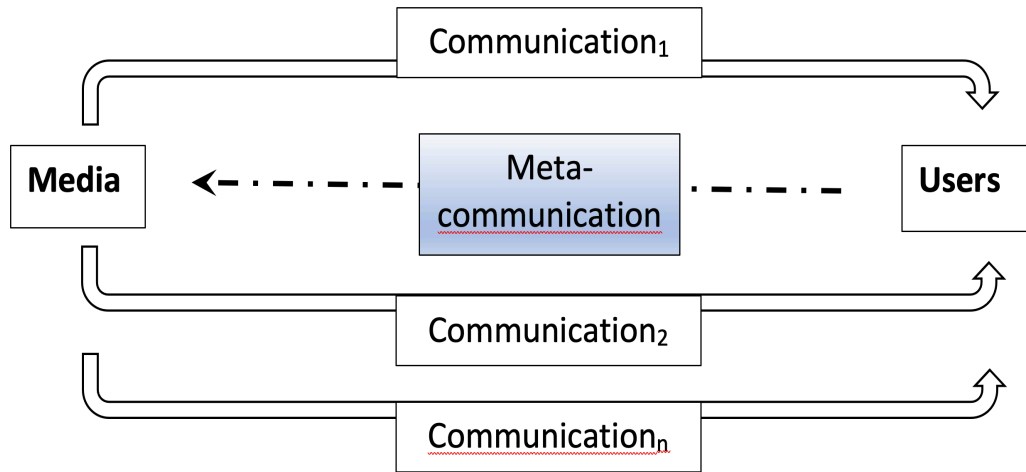 Communication₁
Media
Meta-
communication
Users
Communication₂
Communicationₙ